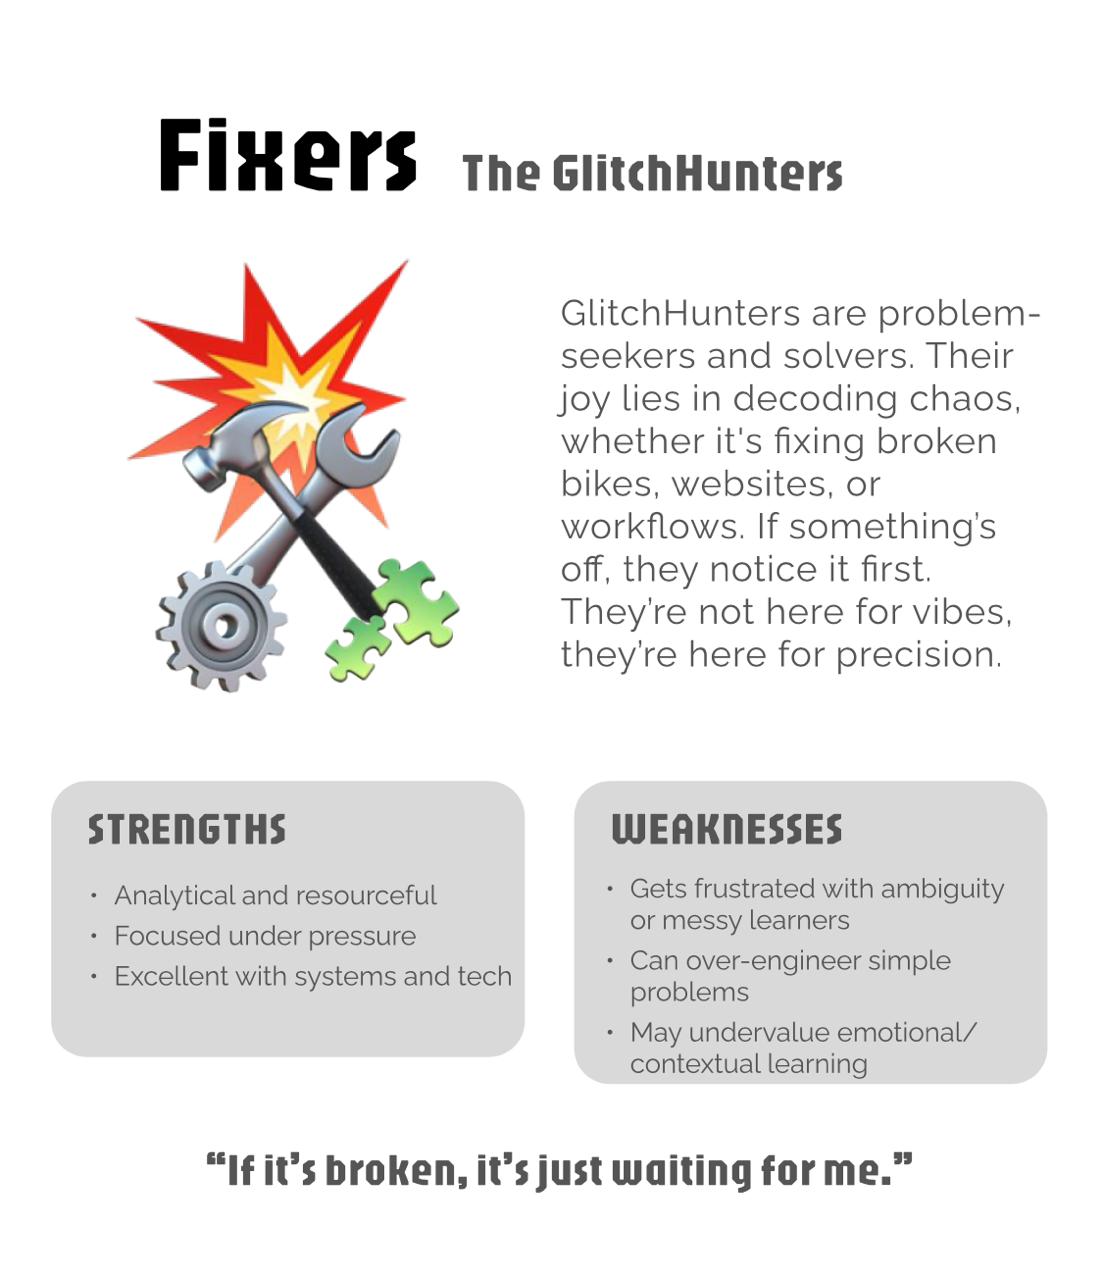 Fixers The GlitchHunters
GlitchHunters are problem-
seekers and solvers. Their
joy lies in decoding chaos,
whether it's fixing broken
bikes, websites, or
workflows. If something’s
off, they notice it first.
They’re not here for vibes,
they’re here for precision.
STRENGTHS
• Analytical and resourceful
• Focused under pressure
• Excellent with systems and tech
WEAKNESSES
• Gets frustrated with ambiguity
or messy learners
• Can over-engineer simple
problems
• May undervalue emotional/
contextual learning
“If it’s broken, it’s just waiting for me.”